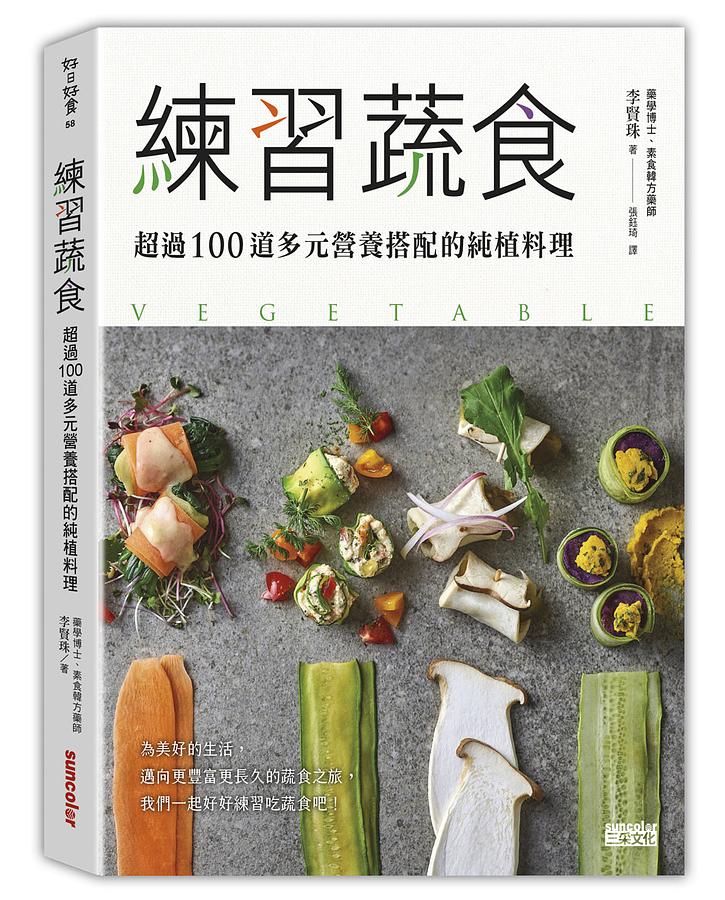 好日好食
58
練習蔬食
超過100道多元營養搭配的純植料理
藥學博士、素食韓方藥師
李賢珠／著
suncolor
練習蔬食
藥學博士、素食韓方藥師
李賢珠 著——張鈺琦 譯
超過100道多元營養搭配的純植料理
VEGETABLE
為美好的生活，
邁向更豐富更長久的蔬食之旅，
我們一起好好練習吃蔬食吧！
suncolor
三采文化